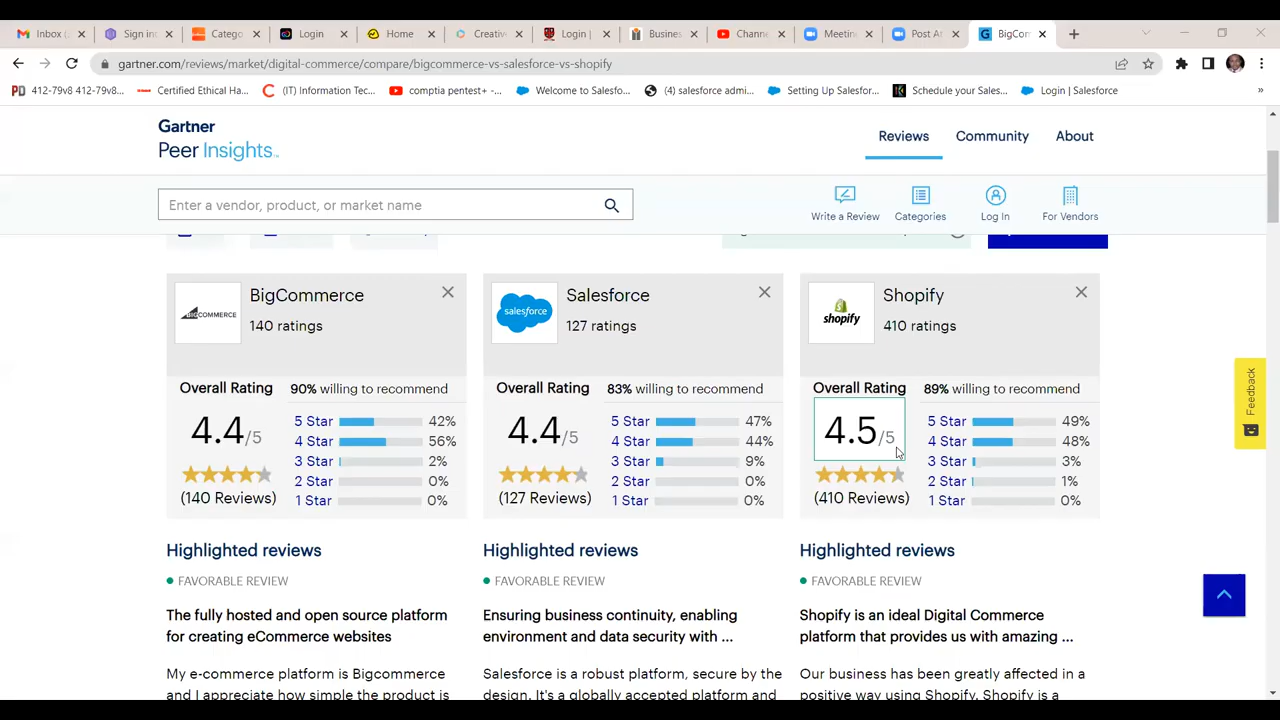 Inbox (
Sign in
Catego
Login
Home
Creativ
Login |
Busines
Chann
Meetin
Post At
BigCom
gartner.com/reviews/market/digital-commerce/compare/bigcommerce-vs-salesforce-vs-shopify
412-79v8 412-79v8...
Certified Ethical Ha...
(IT) Information Tec...
comptia pentest+ -...
Welcome to Salesfo...
(4) salesforce admi...
Setting Up Salesfor...
Schedule your Sales...
Login | Salesforce
»
Gartner
Peer Insights™
Reviews
Community
About
Enter a vendor, product, or market name
Write a Review
Categories
Log In
For Vendors
BIGCOMMERCE
BigCommerce
140 ratings
Overall Rating
90% willing to recommend
4.4/5
(140 Reviews)
5 Star 42%
4 Star 56%
3 Star 2%
2 Star 0%
1 Star 0%
salesforce
Salesforce
127 ratings
Overall Rating
83% willing to recommend
4.4/5
(127 Reviews)
5 Star 47%
4 Star 44%
3 Star 9%
2 Star 0%
1 Star 0%
shopify
Shopify
410 ratings
Overall Rating
89% willing to recommend
4.5/5
(410 Reviews)
5 Star 49%
4 Star 48%
3 Star 3%
2 Star 1%
1 Star 0%
Feedback
Highlighted reviews
FAVORABLE REVIEW
The fully hosted and open source platform
for creating eCommerce websites
My e-commerce platform is Bigcommerce
and I appreciate how simple the product is
Highlighted reviews
FAVORABLE REVIEW
Ensuring business continuity, enabling
environment and data security with ...
Salesforce is a robust platform, secure by the
design. It's a globally accepted platform and
Highlighted reviews
FAVORABLE REVIEW
Shopify is an ideal Digital Commerce
platform that provides us with amazing ...
Our business has been greatly affected in a
positive way using Shopify. Shopify is a